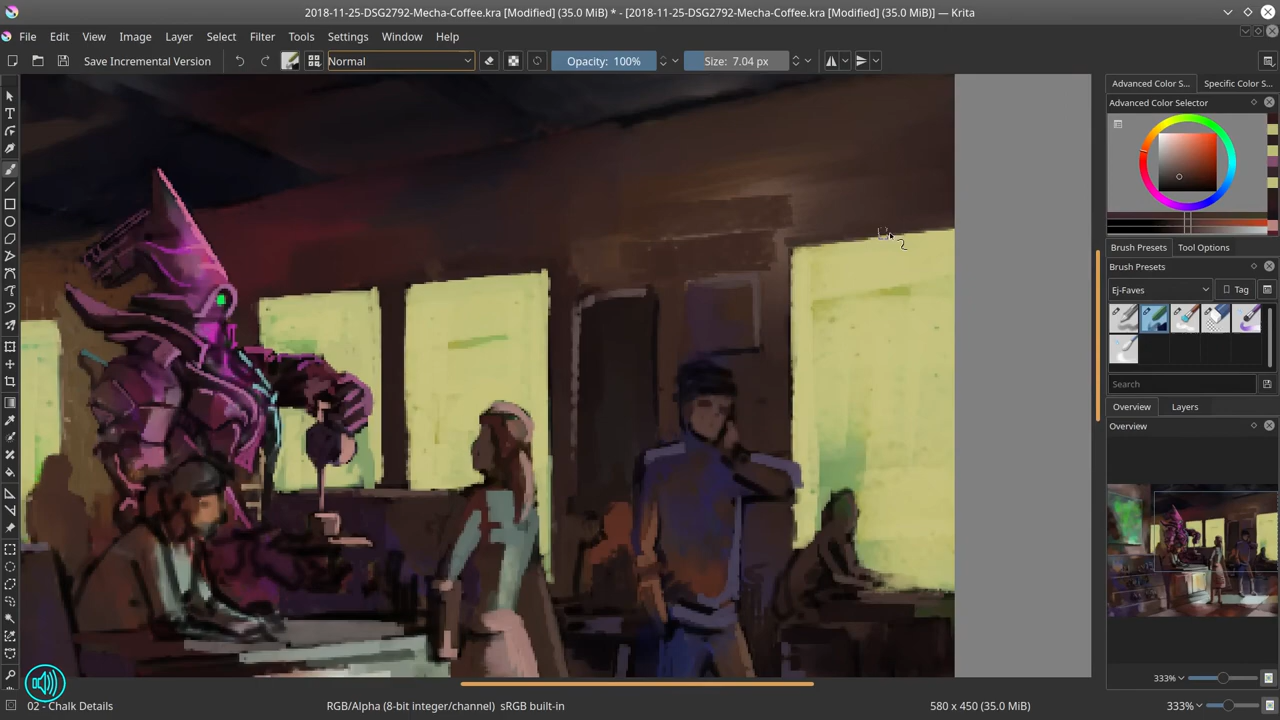 2018-11-25-DSG2792-Mecha-Coffee.kra [Modified] (35.0 MiB) * - [2018-11-25-DSG2792-Mecha-Coffee.kra [Modified] (35.0 MiB)] — Krita
File Edit View Image Layer Select Filter Tools Settings Window Help
Save Incremental Version Normal Opacity: 100% Size: 7.04 px
Advanced Color S... Specific Color S...
Advanced Color Selector
Brush Presets Tool Options
Brush Presets
Ej-Faves Tag
Search
Overview Layers
Overview
333%
02 - Chalk Details RGB/Alpha (8-bit integer/channel) sRGB built-in 580 x 450 (35.0 MiB) 333%